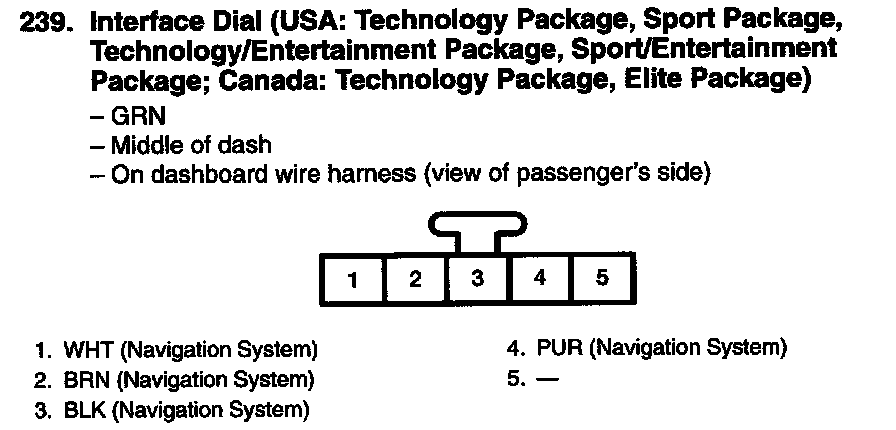 239. Interface Dial (USA: Technology Package, Sport Package,
Technology/Entertainment Package, Sport/Entertainment
Package; Canada: Technology Package, Elite Package)
– GRN
– Middle of dash
– On dashboard wire harness (view of passenger's side)
1 2 3 4 5
1. WHT (Navigation System)
2. BRN (Navigation System)
3. BLK (Navigation System)
4. PUR (Navigation System)
5. —